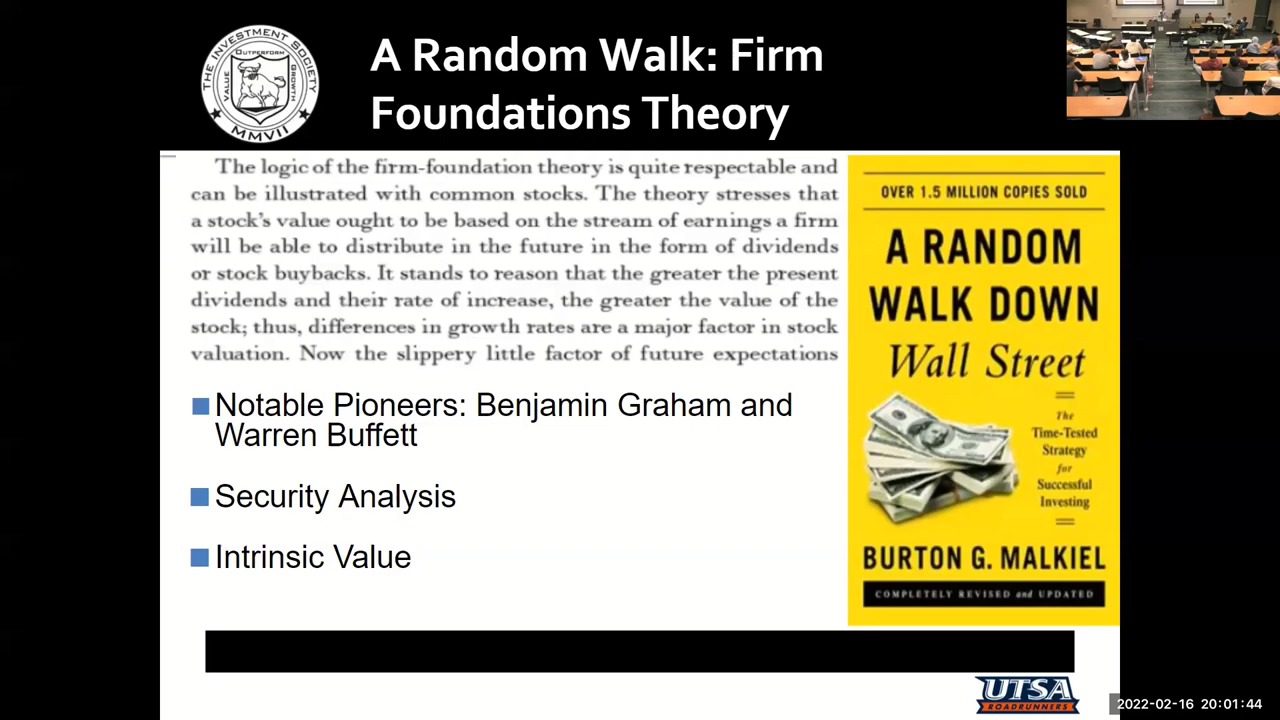 THE INVESTMENT SOCIETY
OUTPERFORM
VALUE
GROWTH
MMVII
A Random Walk: Firm
Foundations Theory
The logic of the firm-foundation theory is quite respectable and
can be illustrated with common stocks. The theory stresses that
a stock's value ought to be based on the stream of earnings a firm
will be able to distribute in the future in the form of dividends
or stock buybacks. It stands to reason that the greater the present
dividends and their rate of increase, the greater the value of the
stock; thus, differences in growth rates are a major factor in stock
valuation. Now the slippery little factor of future expectations
Notable Pioneers: Benjamin Graham and
Warren Buffett
Security Analysis
Intrinsic Value
OVER 1.5 MILLION COPIES SOLD
A RANDOM
WALK DOWN
Wall Street
The
Time-Tested
Strategy
for
Successful
Investing
BURTON G. MALKIEL
COMPLETELY REVISED and UPDATED
UTSA
ROADRUNNERS
2022-02-16 20:01:44